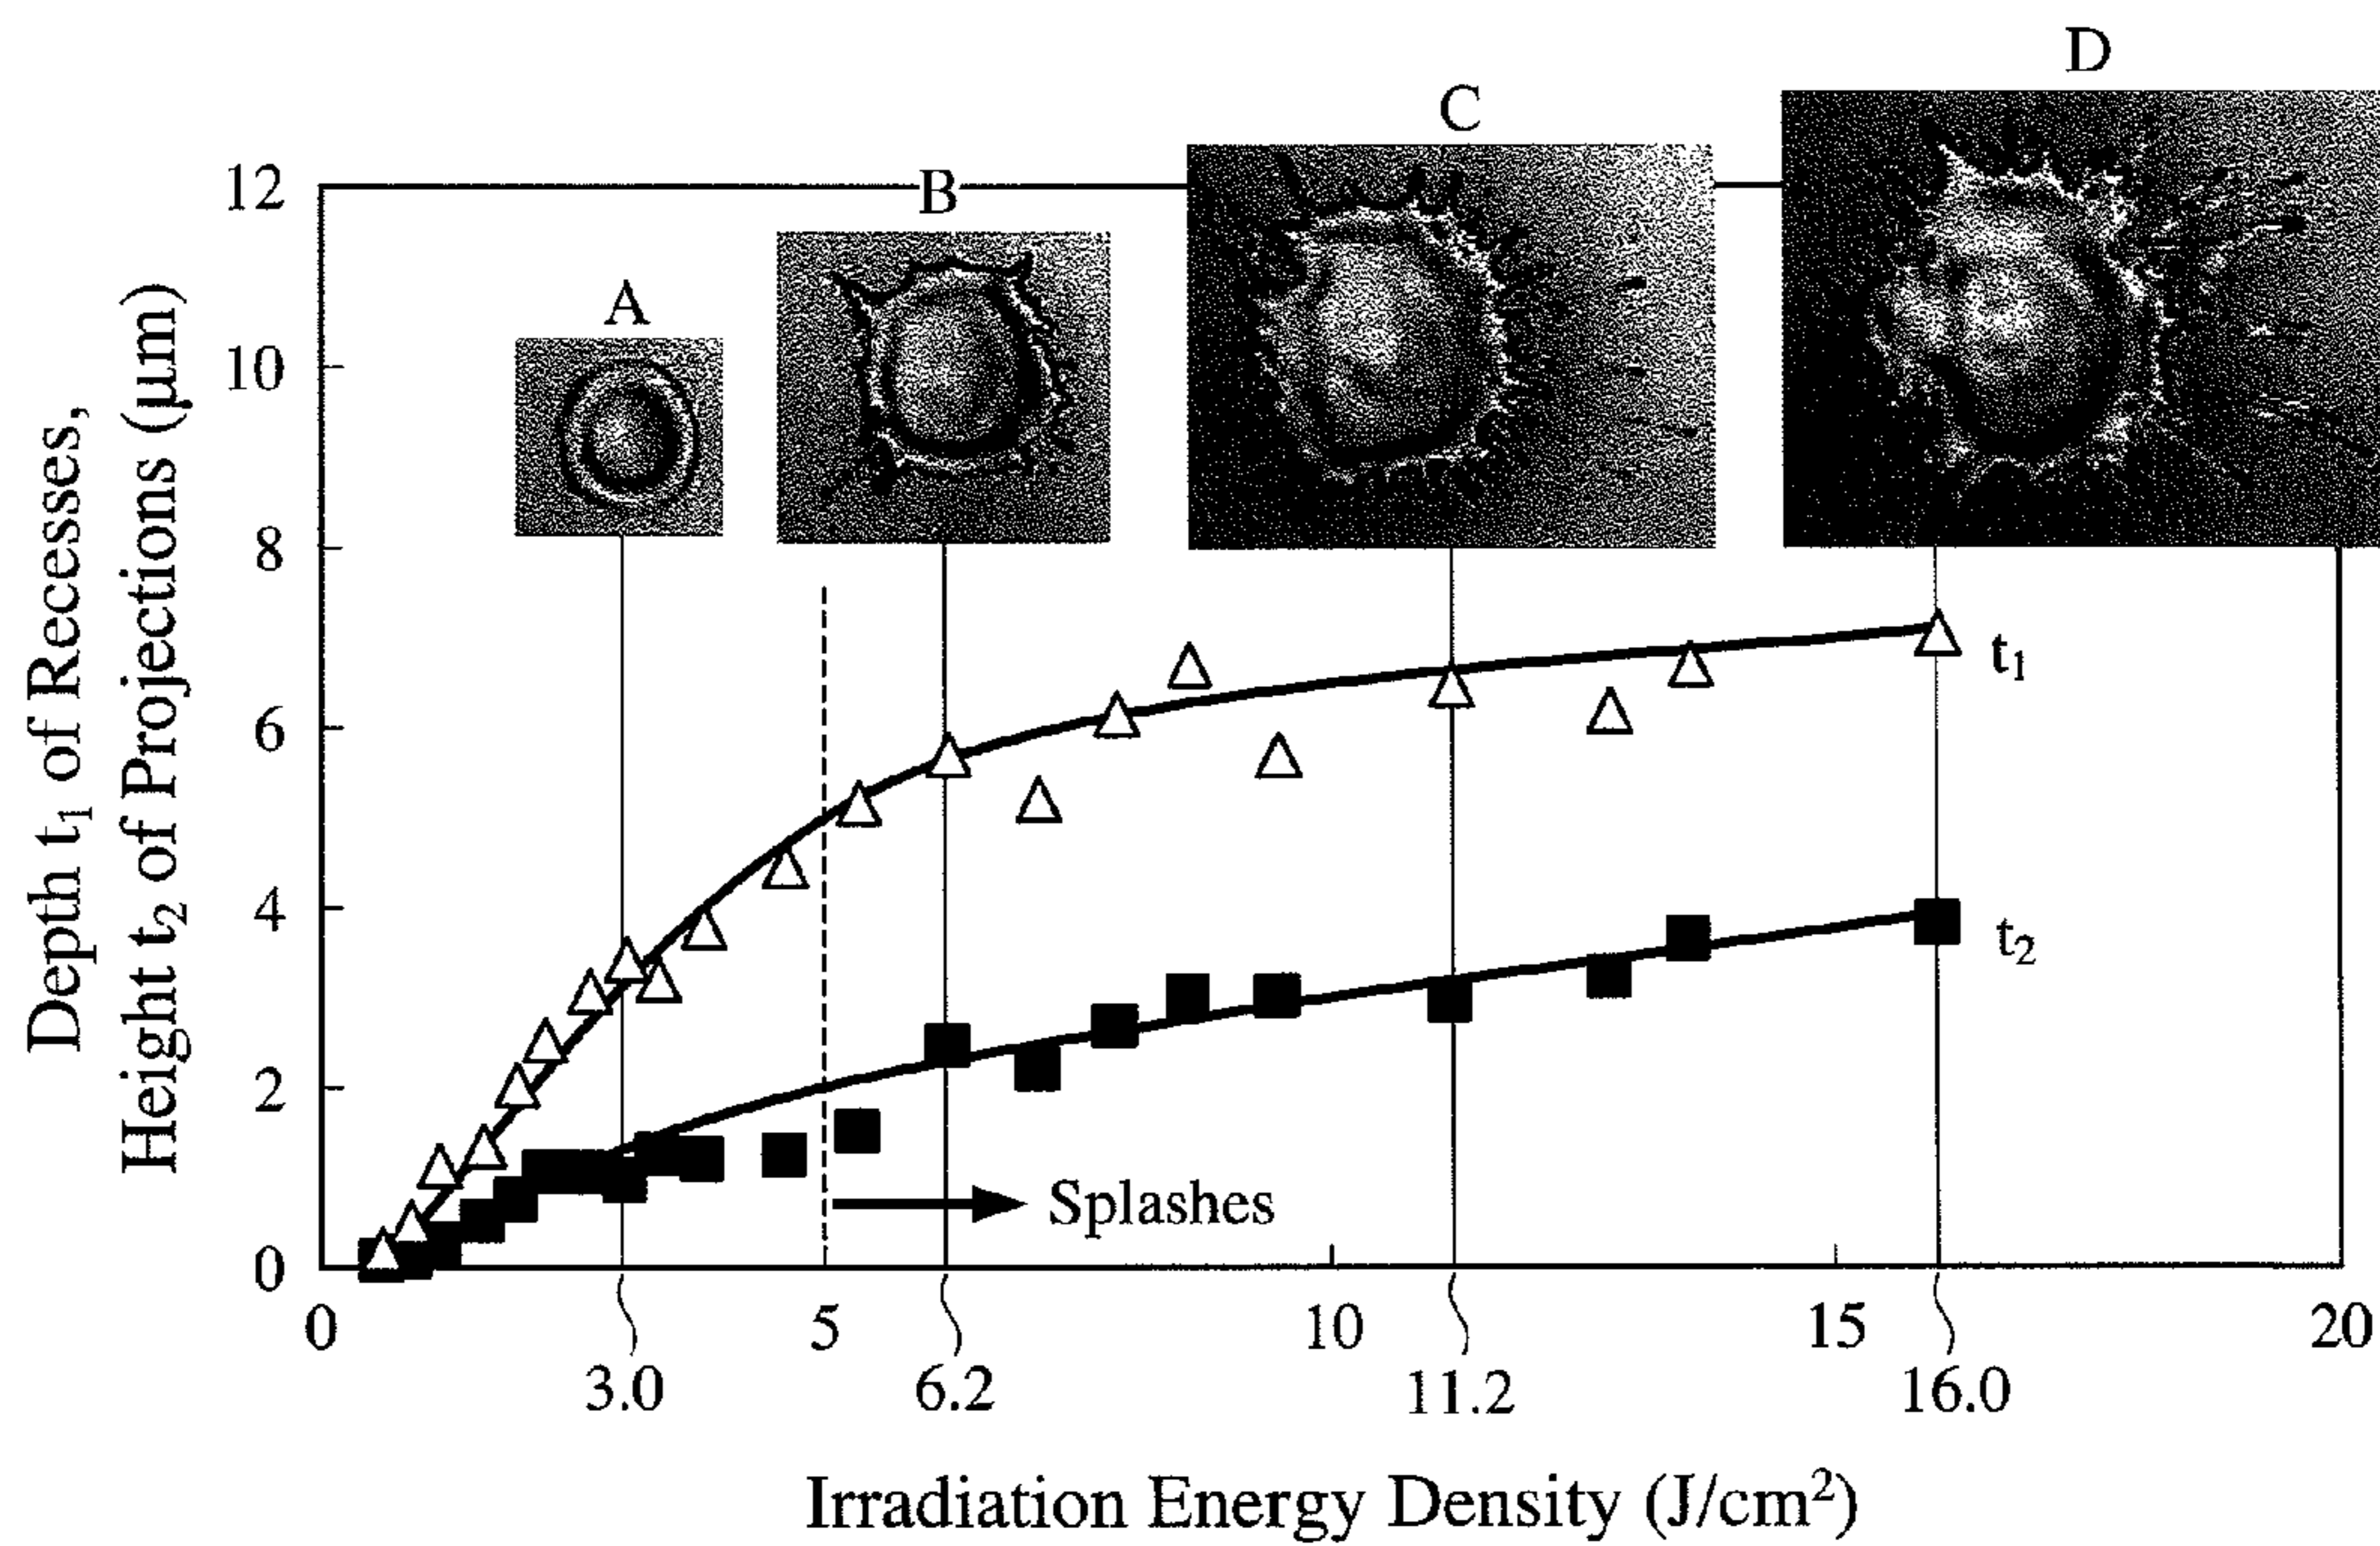 D
C
B
A
12
10
8
6
4
2
0
Depth t₁ of Recesses,
Height t₂ of Projections (μm)
t₁
t₂
Splashes
0 5 10 15 20
3.0 6.2 11.2 16.0
Irradiation Energy Density (J/cm²)